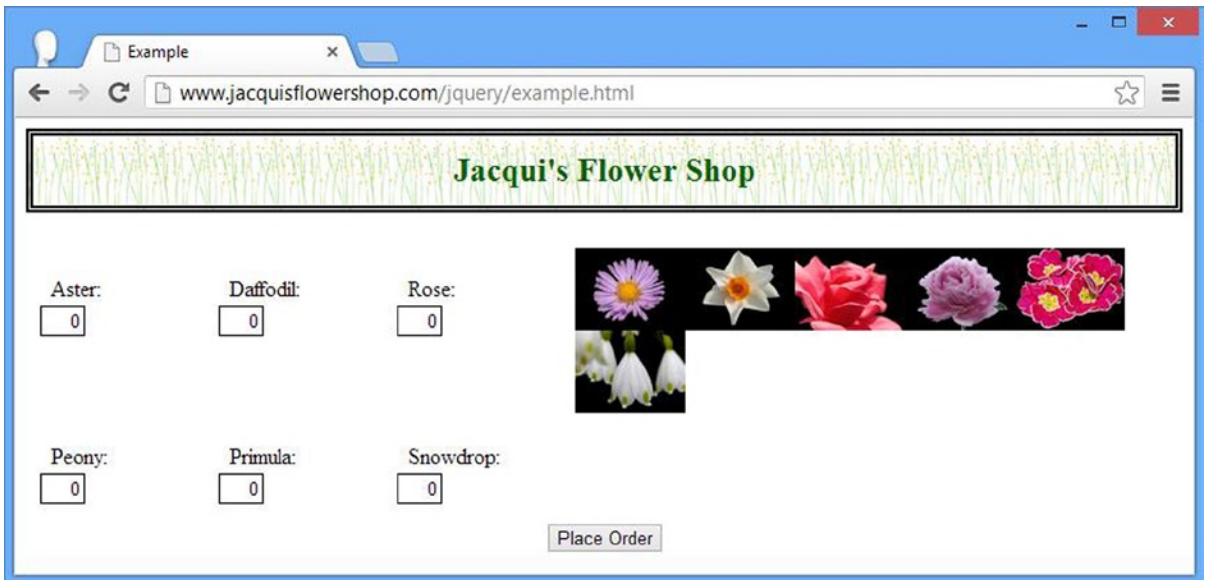 Example
www.jacquisflowershop.com/jquery/example.html
Jacqui's Flower Shop
Aster: Daffodil: Rose:
0 0 0
Peony: Primula: Snowdrop:
0 0 0
Place Order